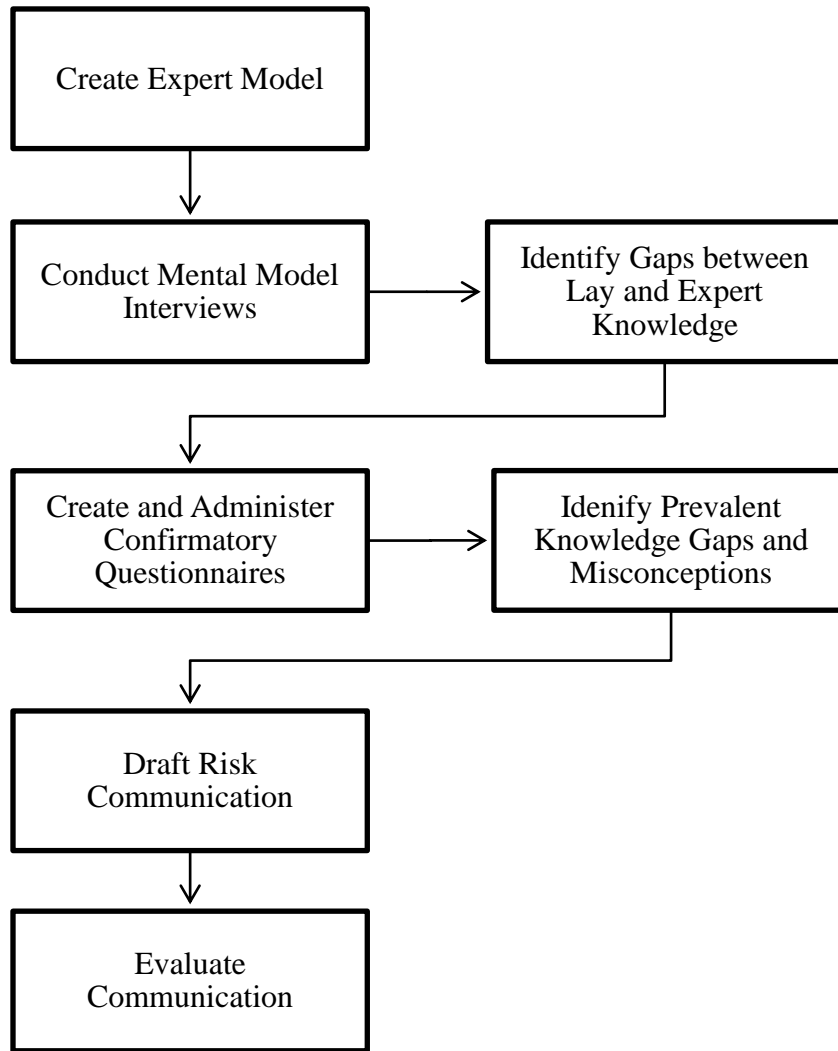 Create Expert Model
Conduct Mental Model
Interviews
Identify Gaps between
Lay and Expert
Knowledge
Create and Administer
Confirmatory
Questionnaires
Idenify Prevalent
Knowledge Gaps and
Misconceptions
Draft Risk
Communication
Evaluate
Communication